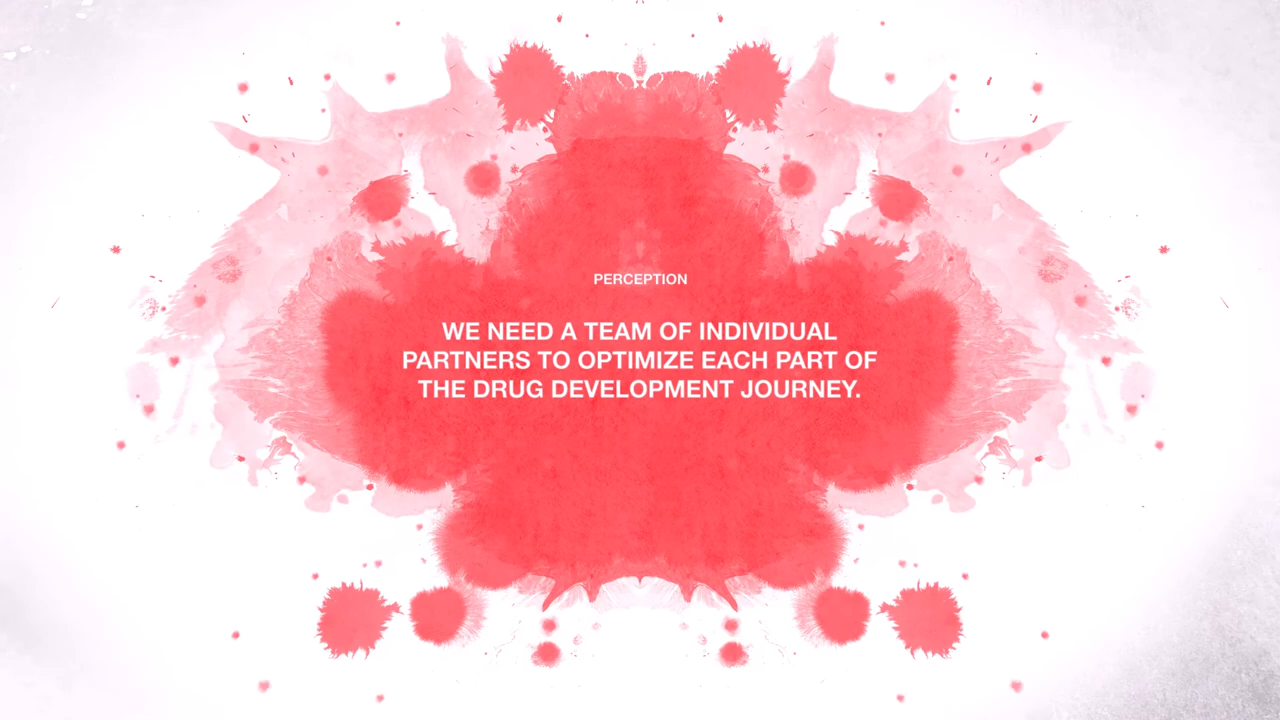 PERCEPTION
WE NEED A TEAM OF INDIVIDUAL
PARTNERS TO OPTIMIZE EACH PART OF
THE DRUG DEVELOPMENT JOURNEY.